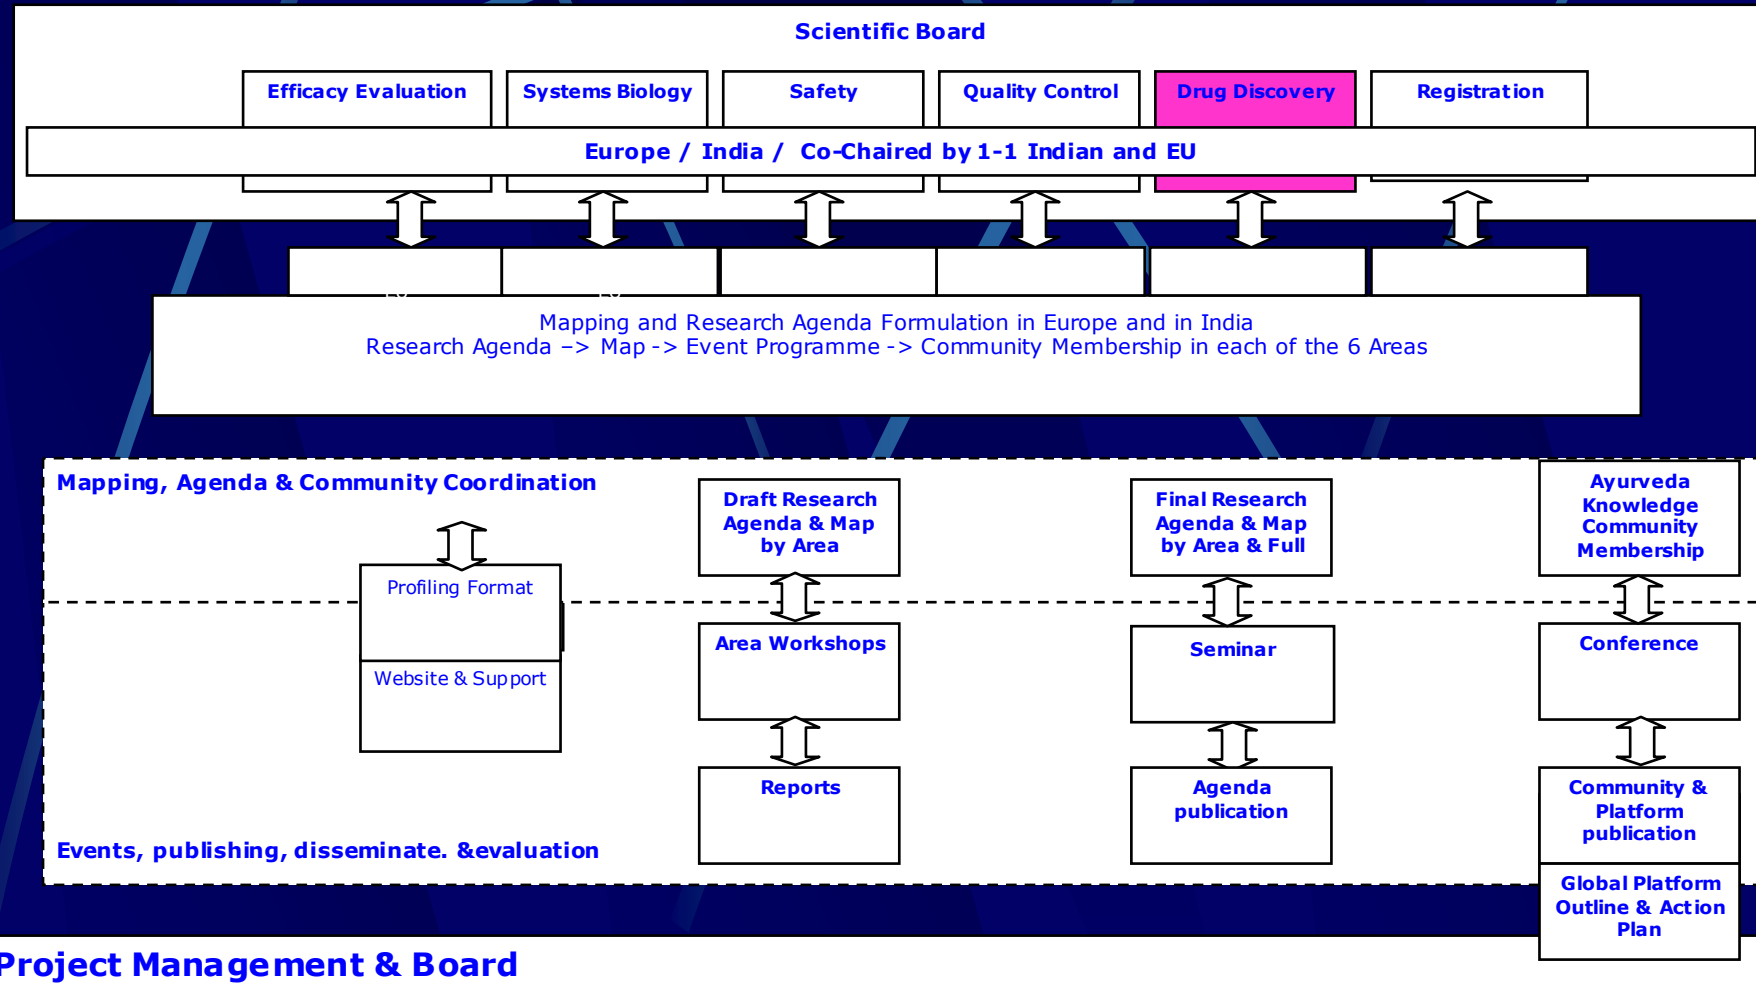 Scientific Board
Efficacy Evaluation
Systems Biology
Safety
Quality Control
Drug Discovery
Registration
Europe / India / Co-Chaired by 1-1 Indian and EU
Mapping and Research Agenda Formulation in Europe and in India
Research Agenda –> Map -> Event Programme -> Community Membership in each of the 6 Areas
Mapping, Agenda & Community Coordination
Profiling Format
Website & Support
Draft Research
Agenda & Map
by Area
Area Workshops
Reports
Final Research
Agenda & Map
by Area & Full
Seminar
Agenda
publication
Ayurveda
Knowledge
Community
Membership
Conference
Community &
Platform
publication
Global Platform
Outline & Action
Plan
Events, publishing, disseminate. &evaluation
Project Management & Board